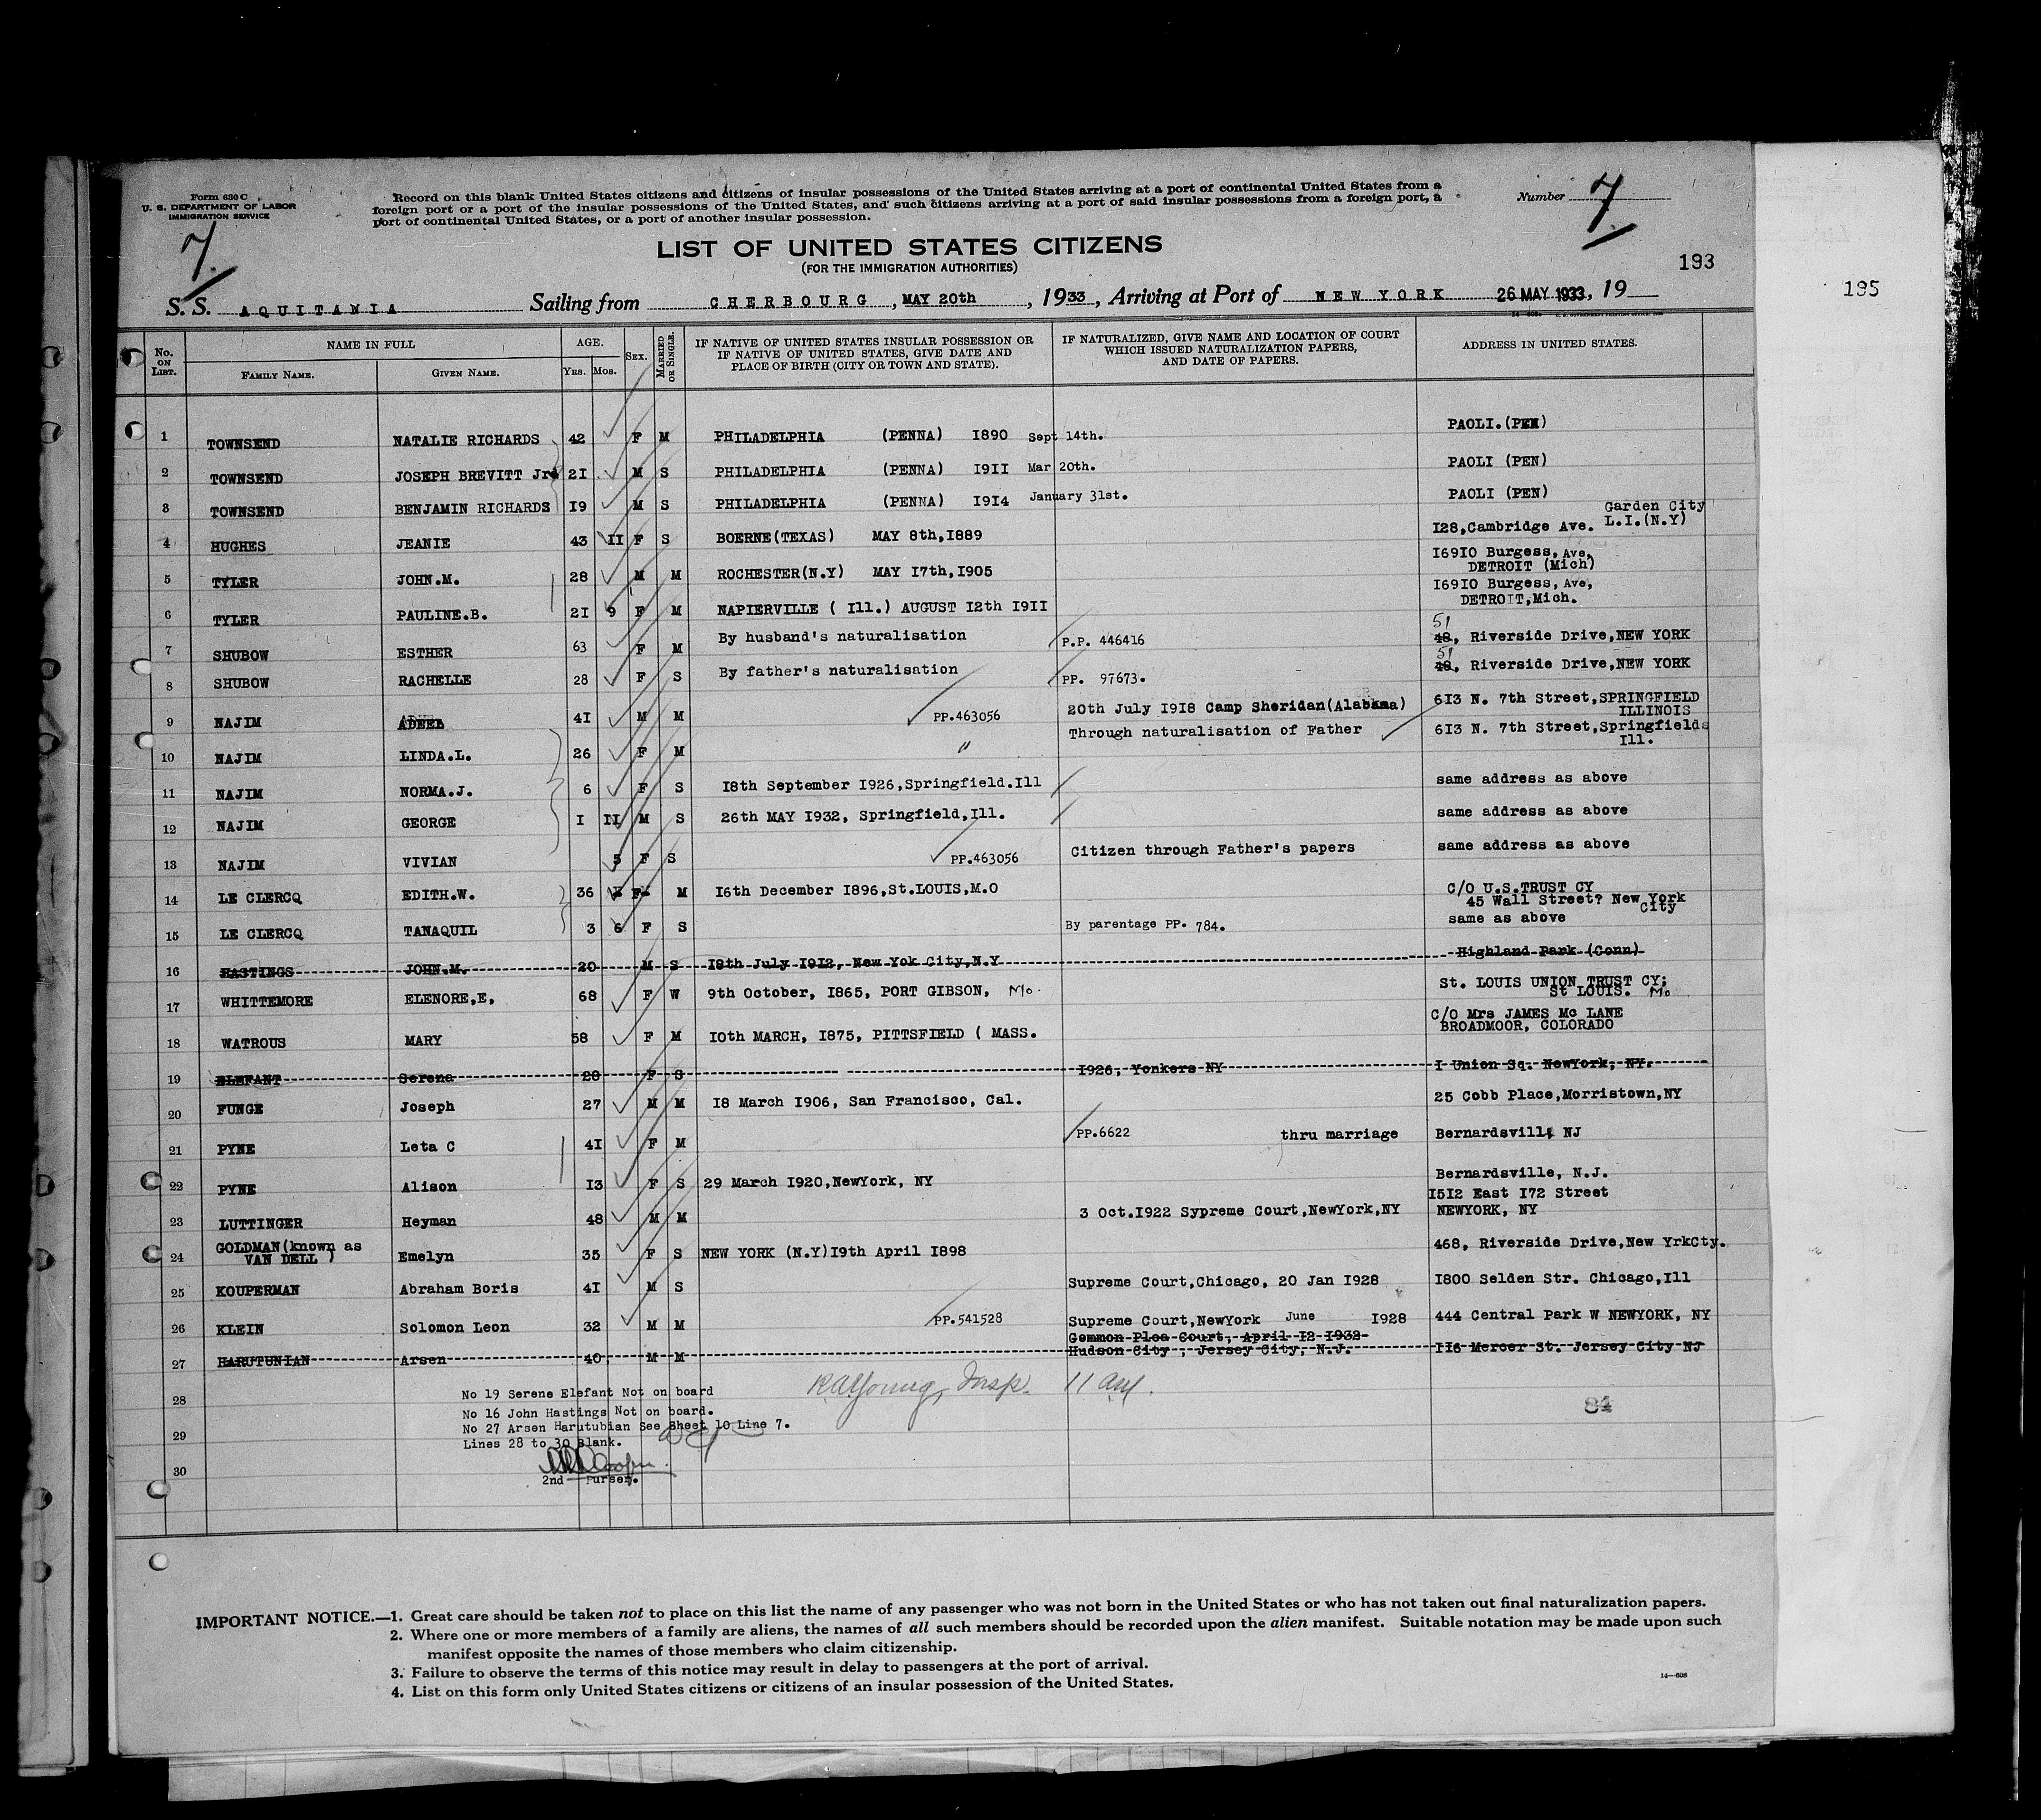 Form 630 C
U. S. DEPARTMENT OF LABOR
IMMIGRATION SERVICE
Record on this blank United States citizens and citizens of insular possessions of the United States arriving at a port of continental United States from a
foreign port or a port of the insular possessions of the United States, and such citizens arriving at a port of said insular possessions from a foreign port, a
port of continental United States, or a port of another insular possession.
Number 7
7.
LIST OF UNITED STATES CITIZENS
(FOR THE IMMIGRATION AUTHORITIES)
193
195
S. S. AQUITANIA Sailing from CHERBOURG, MAY 20th, 1933, Arriving at Port of NEW YORK 26 MAY 1933, 19
No. ON LIST. NAME IN FULL AGE. SEX. MARRIED OR SINGLE. IF NATIVE OF UNITED STATES INSULAR POSSESSION OR IF NATIVE OF UNITED STATES, GIVE DATE AND PLACE OF BIRTH (CITY OR TOWN AND STATE). IF NATURALIZED, GIVE NAME AND LOCATION OF COURT WHICH ISSUED NATURALIZATION PAPERS, AND DATE OF PAPERS. ADDRESS IN UNITED STATES.
FAMILY NAME. GIVEN NAME. YRS. MOS.
1 TOWNSEND NATALIE RICHARDS 42 F M PHILADELPHIA (PENNA) 1890 Sept 14th. PAOLI.(PEN)
2 TOWNSEND JOSEPH BREVITT Jr 21 M S PHILADELPHIA (PENNA) 1911 Mar 20th. PAOLI (PEN)
3 TOWNSEND BENJAMIN RICHARDS 19 M S PHILADELPHIA (PENNA) 1914 January 31st. PAOLI (PEN)
4 HUGHES JEANIE 43 II F S BOERNE(TEXAS) MAY 8th,1889 128,Cambridge Ave. Garden City L.I.(N.Y)
5 TYLER JOHN.M. 28 M M ROCHESTER(N.Y) MAY 17th,1905 16910 Burgess, Ave, DETROIT (Mich)
6 TYLER PAULINE.B. 21 9 F M NAPIERVILLE ( Ill.) AUGUST 12th 1911 16910 Burgess, Ave, DETROIT,Mich.
7 SHUBOW ESTHER 63 F M By husband's naturalisation P.P. 446416 51 48, Riverside Drive,NEW YORK
8 SHUBOW RACHELLE 28 F S By father's naturalisation PP. 97673. 51 48, Riverside Drive,NEW YORK
9 NAJIM ADEEL 41 M M PP.463056 20th July 1918 Camp Sheridan(Alabama) 613 N. 7th Street,SPRINGFIELD ILLINOIS
10 NAJIM LINDA.L. 26 F M " Through naturalisation of Father 613 N. 7th Street,Springfields Ill.
11 NAJIM NORMA.J. 6 F S 18th September 1926,Springfield.Ill same address as above
12 NAJIM GEORGE I II M S 26th MAY 1932, Springfield,Ill. same address as above
13 NAJIM VIVIAN 5 F S PP.463056 Citizen through Father's papers same address as above
14 LE CLERCQ EDITH.W. 36 F M 16th December 1896,St.LOUIS,M.O C/O U.S.TRUST CY 45 Wall Street? New York City
15 LE CLERCQ TANAQUIL 3 6 F S By parentage PP. 784. same as above
16 HASTINGS JOHN.M. 20 M S 18th July 1912, New Yok City,N.Y Highland Park (Conn)
17 WHITTEMORE ELENORE,E, 68 F W 9th October, 1865, PORT GIBSON, Mo. St. LOUIS UNION TRUST CY; St LOUIS. Mo
18 WATROUS MARY 58 F M 10th MARCH, 1875, PITTSFIELD ( MASS. C/O Mrs JAMES Mc LANE BROADMOOR, COLORADO
19 ELEFANT Serena 28 F S 1926, Yonkers NY I Union Sq. NewYork, NY.
20 FUNGE Joseph 27 M M 18 March 1906, San Francisco, Cal. 25 Cobb Place,Morristown,NY
21 PYNE Leta C 41 F M PP.6622 thru marriage Bernardsville NJ
22 PYNE Alison 13 F S 29 March 1920,NewYork, NY Bernardsville, N.J.
23 LUTTINGER Heyman 48 M M 3 Oct.1922 Sypreme Court,NewYork,NY 1512 East 172 Street NEWYORK, NY
24 GOLDMAN(known as VAN DELL ) Emelyn 35 F S NEW YORK (N.Y)19th April 1898 468, Riverside Drive,New YrkCty.
25 KOUPERMAN Abraham Boris 41 M S Supreme Court,Chicago, 20 Jan 1928 1800 Selden Str. Chicago,Ill
26 KLEIN Solomon Leon 32 M M PP.541528 Supreme Court,NewYork June 1928 444 Central Park W NEWYORK, NY
27 HARUTUNIAN Arsen 40 M M Common Plea Court, April 12 1932 Hudson City , Jersey City, N.J. 116 Mercer St. Jersey City NJ
28 No 19 Serene Elefant Not on board
No 16 John Hastings Not on board.
29 No 27 Arsen Harutubian See Sheet 10 Line 7.
Lines 28 to 30 Blank.
30
2nd Purser.
Insp. 11 am.
84
IMPORTANT NOTICE.—1. Great care should be taken not to place on this list the name of any passenger who was not born in the United States or who has not taken out final naturalization papers.
2. Where one or more members of a family are aliens, the names of all such members should be recorded upon the alien manifest. Suitable notation may be made upon such
manifest opposite the names of those members who claim citizenship.
3. Failure to observe the terms of this notice may result in delay to passengers at the port of arrival.
4. List on this form only United States citizens or citizens of an insular possession of the United States.
14—608